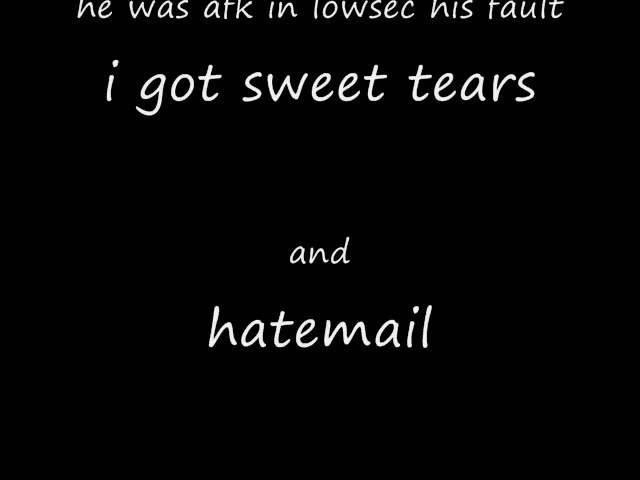 he was afk in lowsec his fault
i got sweet tears
and
hatemail